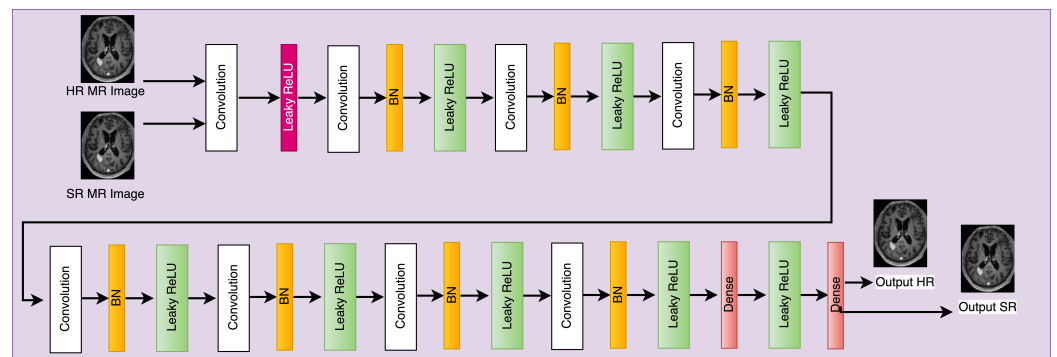 HR MR Image
SR MR Image
Convolution
Leaky ReLU
Convolution
BN
Leaky ReLU
Convolution
BN
Leaky ReLU
Convolution
BN
Leaky ReLU
Convolution
BN
Leaky ReLU
Convolution
BN
Leaky ReLU
Convolution
BN
Leaky ReLU
Convolution
BN
Leaky ReLU
Dense
Leaky ReLU
Dense
Output HR
Output SR